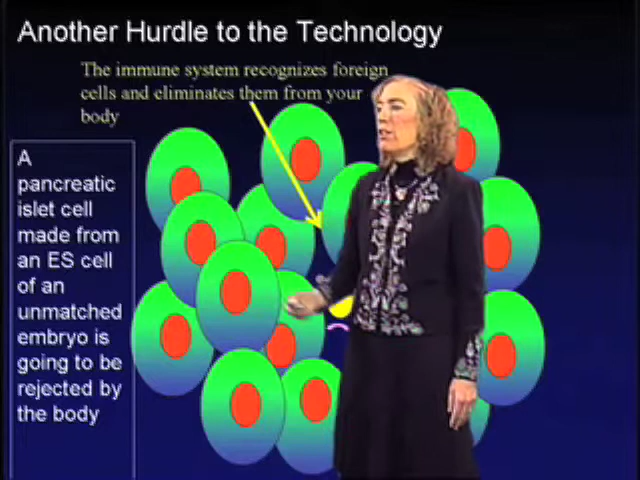 Another Hurdle to the Technology
The immune system recognizes foreign
cells and eliminates them from your
body
A
pancreatic
islet cell
made from
an ES cell
of an
unmatched
embryo is
going to be
rejected by
the body